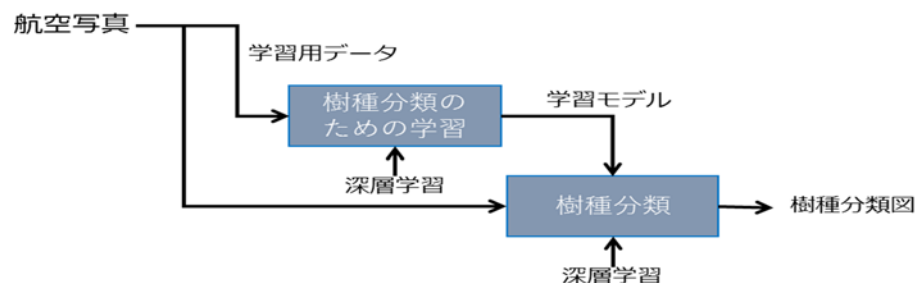 航空写真
学習用データ
樹種分類の
ための学習
学習モデル
深層学習
樹種分類
樹種分類図
深層学習